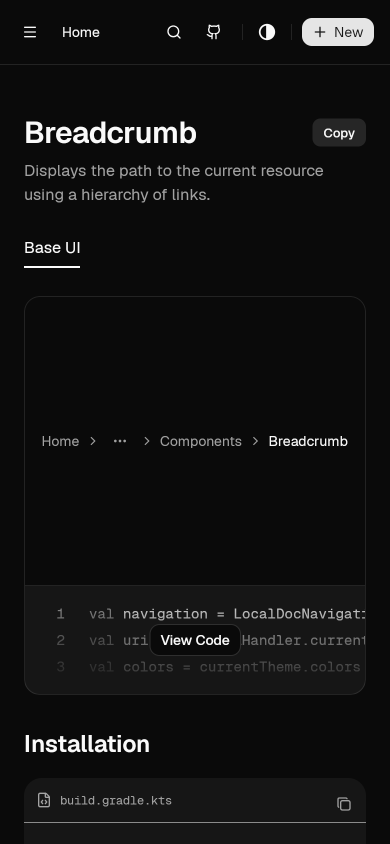 Home
New
Breadcrumb
Copy
Displays the path to the current resource
using a hierarchy of links.
Base UI
Home ··· Components Breadcrumb
1 val navigation = LocalDocNavigati
2 val uri Handler.current
View Code
3 val colors = currentTheme.colors
Installation
build.gradle.kts